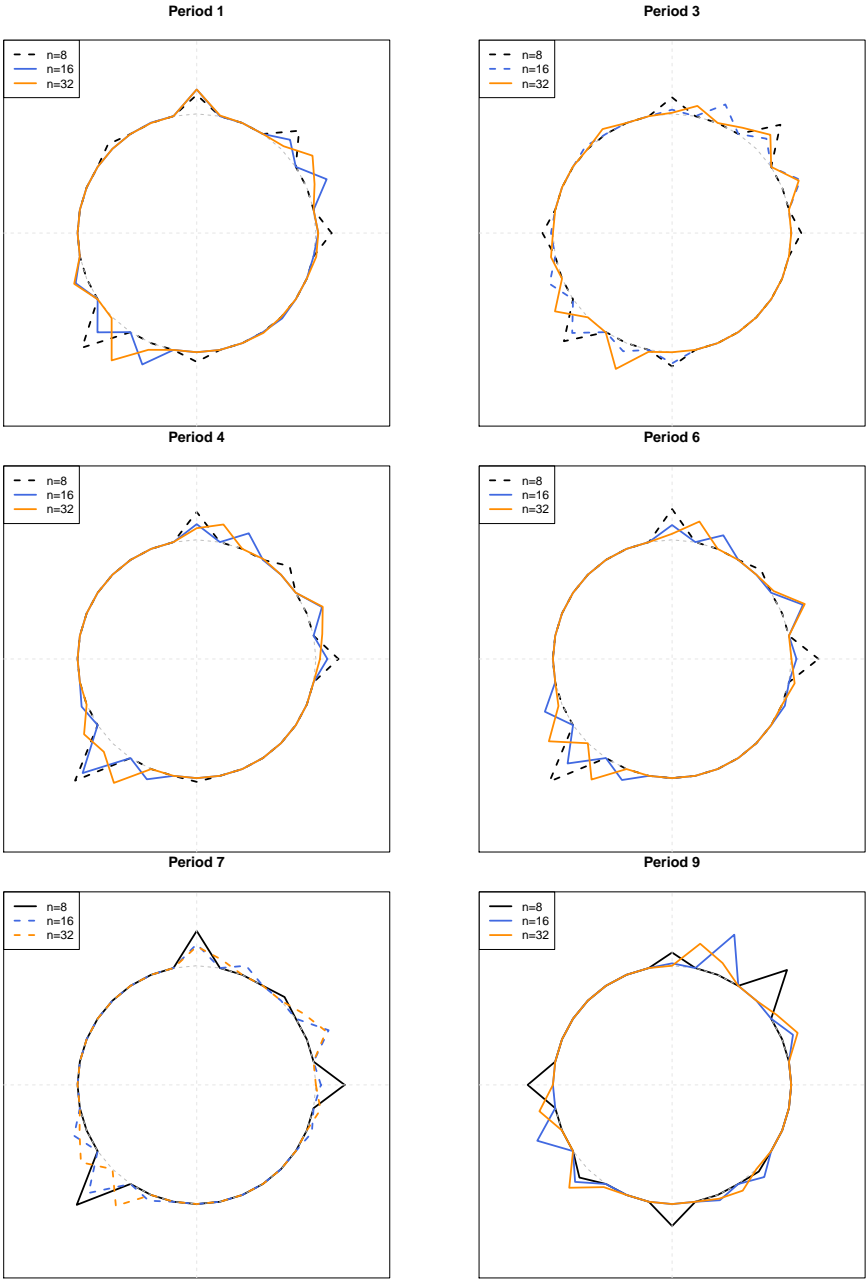 Period 1
n=8
n=16
n=32
Period 3
n=8
n=16
n=32
Period 4
n=8
n=16
n=32
Period 6
n=8
n=16
n=32
Period 7
n=8
n=16
n=32
Period 9
n=8
n=16
n=32